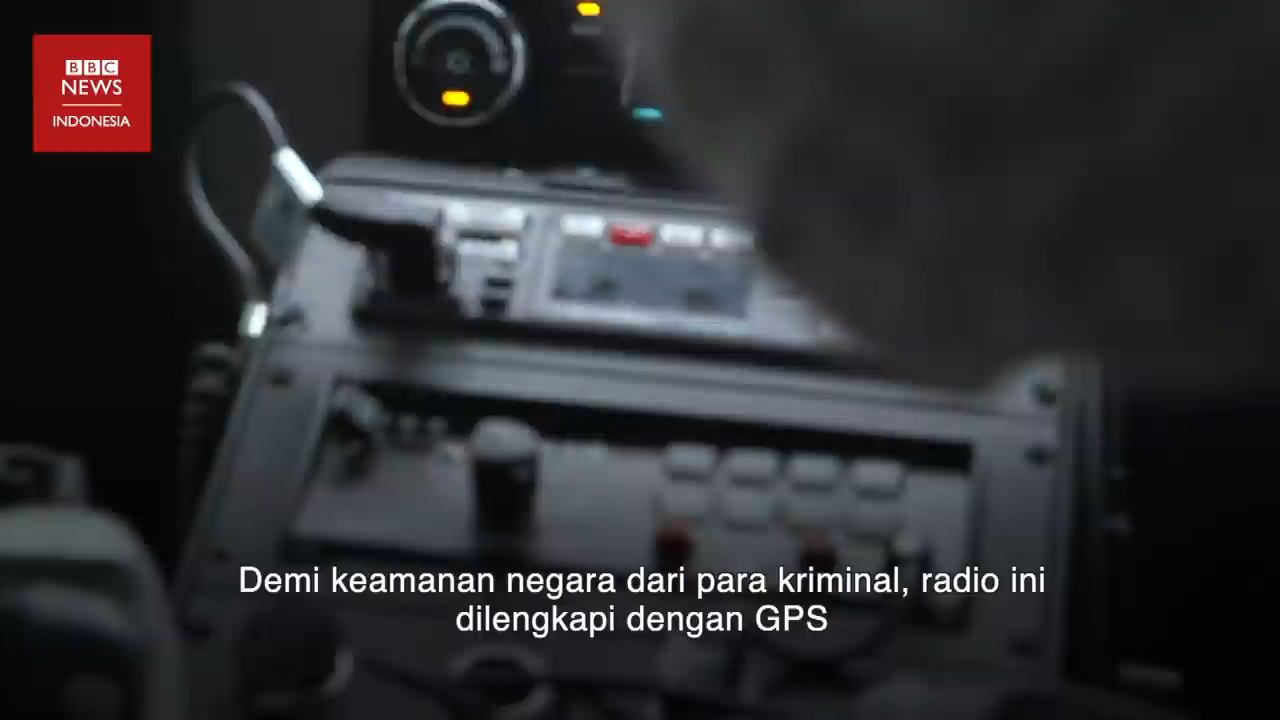 BBC
NEWS
INDONESIA
Demi keamanan negara dari para kriminal, radio ini
dilengkapi dengan GPS